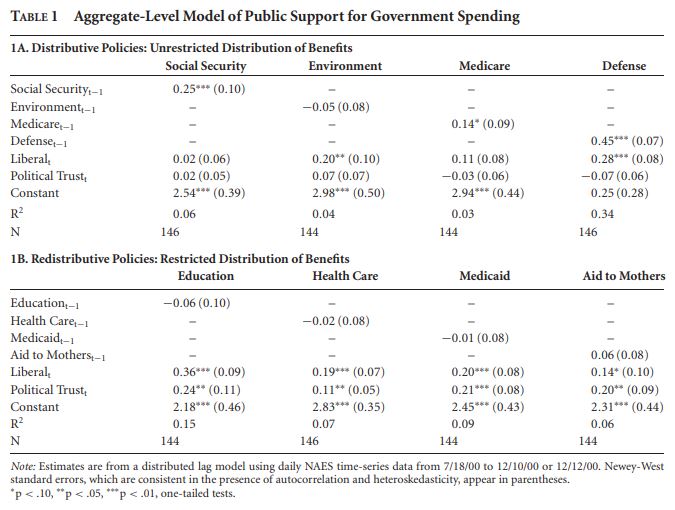 TABLE 1 Aggregate-Level Model of Public Support for Government Spending
1A. Distributive Policies: Unrestricted Distribution of Benefits
Social Security Environment Medicare Defense
Social Security t−1 0.25*** (0.10) – – –
Environment t−1 – −0.05 (0.08) – –
Medicare t−1 – – 0.14* (0.09) –
Defense t−1 – – – 0.45*** (0.07)
Liberal t 0.02 (0.06) 0.20** (0.10) 0.11 (0.08) 0.28*** (0.08)
Political Trust t 0.02 (0.05) 0.07 (0.07) −0.03 (0.06) −0.07 (0.06)
Constant 2.54*** (0.39) 2.98*** (0.50) 2.94*** (0.44) 0.25 (0.28)
R2 0.06 0.04 0.03 0.34
N 146 144 144 146
1B. Redistributive Policies: Restricted Distribution of Benefits
Education Health Care Medicaid Aid to Mothers
Education t−1 −0.06 (0.10) – – –
Health Care t−1 – −0.02 (0.08) – –
Medicaid t−1 – – −0.01 (0.08) –
Aid to Mothers t−1 – – – 0.06 (0.08)
Liberal t 0.36*** (0.09) 0.19*** (0.07) 0.20*** (0.08) 0.14* (0.10)
Political Trust t 0.24** (0.11) 0.11** (0.05) 0.21*** (0.08) 0.20** (0.09)
Constant 2.18*** (0.46) 2.83*** (0.35) 2.45*** (0.43) 2.31*** (0.44)
R2 0.15 0.07 0.09 0.06
N 144 146 144 144
Note: Estimates are from a distributed lag model using daily NAES time-series data from 7/18/00 to 12/10/00 or 12/12/00. Newey-West
standard errors, which are consistent in the presence of autocorrelation and heteroskedasticity, appear in parentheses.
*p < .10, **p < .05, ***p < .01, one-tailed tests.